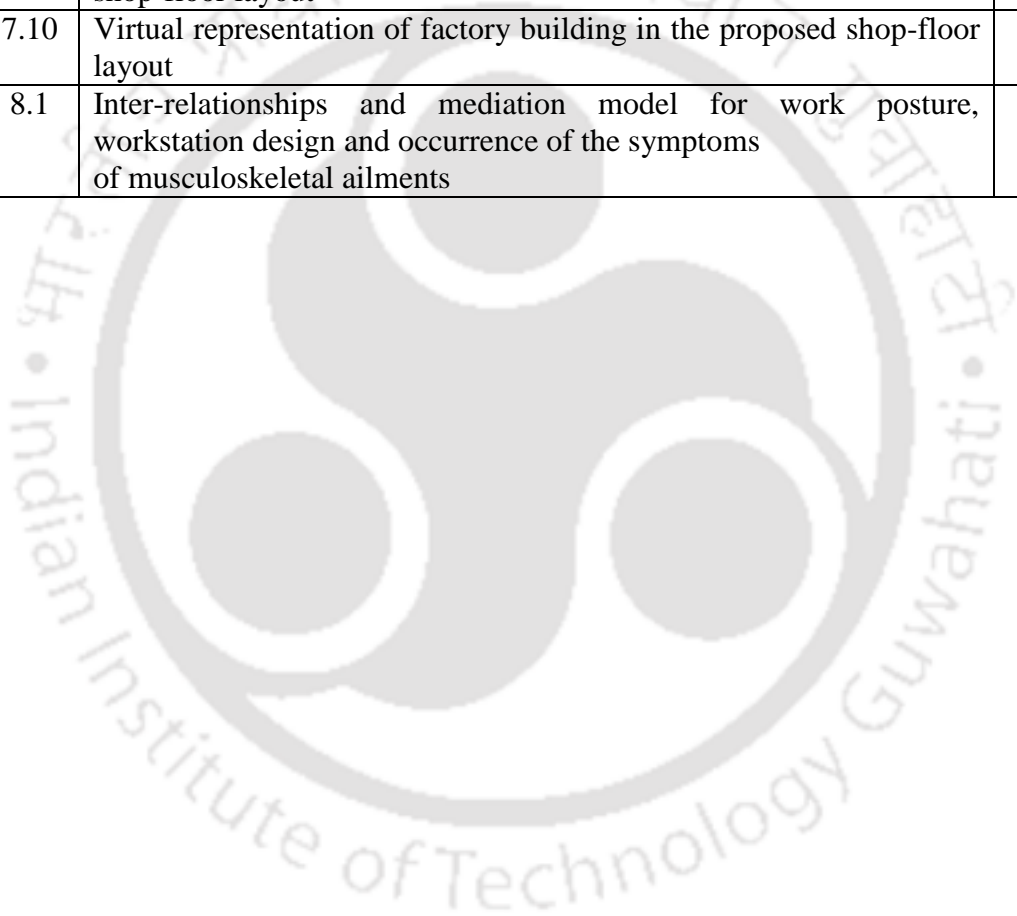 shop-floor layout
7.10 Virtual representation of factory building in the proposed shop-floor
layout
8.1 Inter-relationships and mediation model for work posture,
workstation design and occurrence of the symptoms
of musculoskeletal ailments
Indian Institute of Technology Guwahati